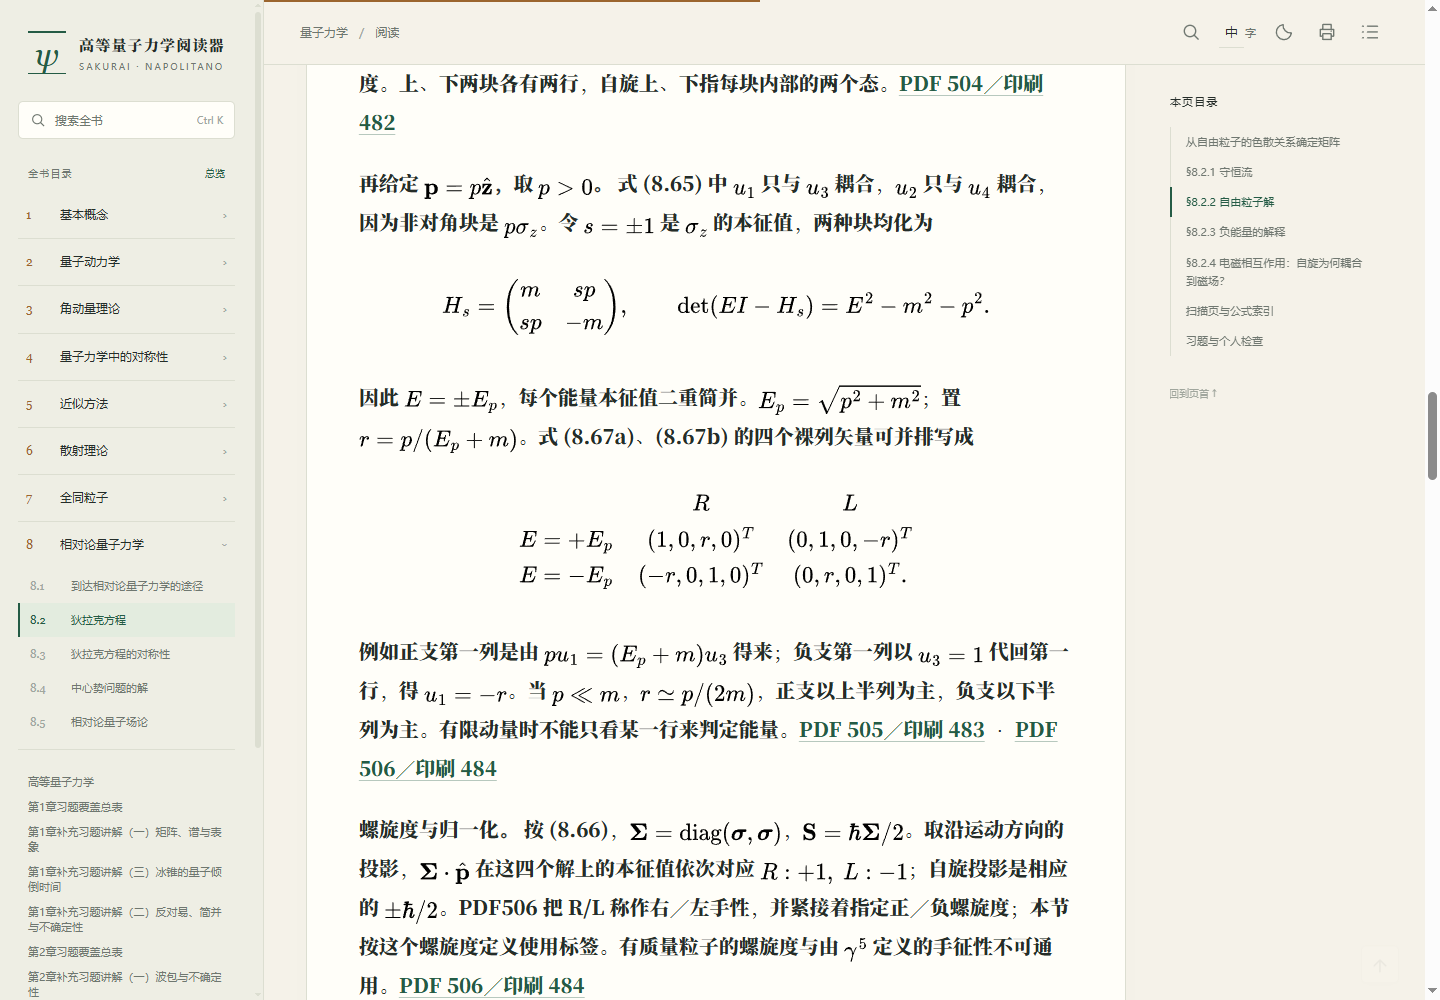 ψ
高等量子力学阅读器
SAKURAI · NAPOLITANO
搜索全书
Ctrl K
全书目录
总览
1 基本概念 ›
2 量子动力学 ›
3 角动量理论 ›
4 量子力学中的对称性 ›
5 近似方法 ›
6 散射理论 ›
7 全同粒子 ›
8 相对论量子力学
8.1 到达相对论量子力学的途径
8.2 狄拉克方程
8.3 狄拉克方程的对称性
8.4 中心势问题的解
8.5 相对论量子场论
高等量子力学
第1章习题覆盖总表
第1章补充习题讲解（一）矩阵、谱与表
象
第1章补充习题讲解（三）冰锥的量子倾
倒时间
第1章补充习题讲解（二）反对易、简并
与不确定性
第2章习题覆盖总表
第2章补充习题讲解（一）波包与不确定
性
量子力学 / 阅读
中 字
度。上、下两块各有两行，自旋上、下指每块内部的两个态。PDF 504／印刷
482
再给定 p = pẑ，取 p > 0。 式 (8.65) 中 u₁ 只与 u₃ 耦合，u₂ 只与 u₄ 耦合，
因为非对角块是 pσ_z。令 s = ±1 是 σ_z 的本征值，两种块均化为
H_s = ( m sp ; sp −m ), det(EI − H_s) = E² − m² − p².
因此 E = ±E_p，每个能量本征值二重简并。E_p = √(p² + m²)；置
r = p/(E_p + m)。式 (8.67a)、(8.67b) 的四个裸列矢量可并排写成
R L
E = +E_p (1, 0, r, 0)^T (0, 1, 0, −r)^T
E = −E_p (−r, 0, 1, 0)^T (0, r, 0, 1)^T.
例如正支第一列是由 pu₁ = (E_p + m)u₃ 得来；负支第一列以 u₃ = 1 代回第一
行，得 u₁ = −r。当 p ≪ m，r ≃ p/(2m)，正支以上半列为主，负支以下半
列为主。有限动量时不能只看某一行来判定能量。PDF 505／印刷 483 · PDF
506／印刷 484
螺旋度与归一化。 按 (8.66)，Σ = diag(σ, σ)，S = ħΣ/2。取沿运动方向的
投影，Σ · p̂ 在这四个解上的本征值依次对应 R : +1, L : −1；自旋投影是相应
的 ±ħ/2。PDF506 把 R/L 称作右／左手性，并紧接着指定正／负螺旋度；本节
按这个螺旋度定义使用标签。有质量粒子的螺旋度与由 γ⁵ 定义的手征性不可通
用。PDF 506／印刷 484
本页目录
从自由粒子的色散关系确定矩阵
§8.2.1 守恒流
§8.2.2 自由粒子解
§8.2.3 负能量的解释
§8.2.4 电磁相互作用：自旋为何耦合
到磁场？
扫描页与公式索引
习题与个人检查
回到页首 ↑